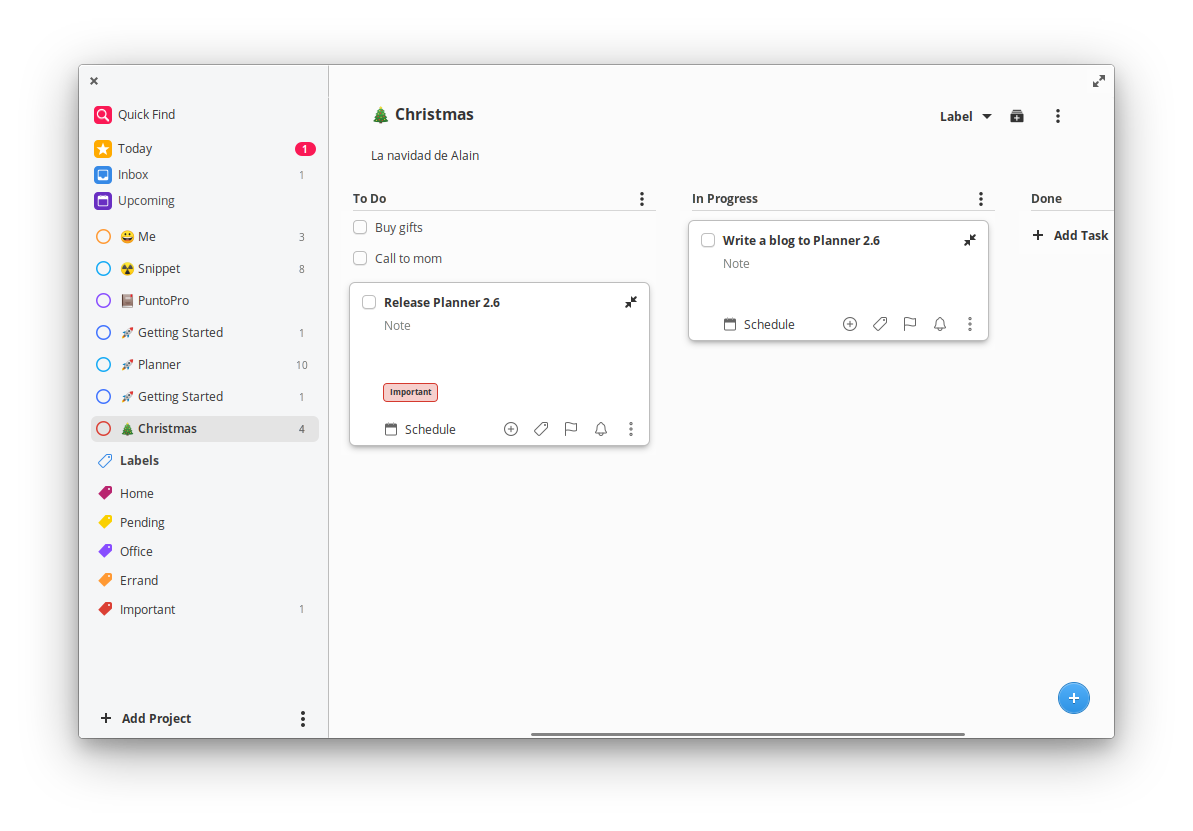 Quick Find
Today 1
Inbox 1
Upcoming
😀 Me 3
☢️ Snippet 8
📔 PuntoPro
🚀 Getting Started 1
🚀 Planner 10
🚀 Getting Started 1
🎄 Christmas 4
Labels
Home
Pending
Office
Errand
Important 1
Add Project
🎄 Christmas
Label
La navidad de Alain
To Do
Buy gifts
Call to mom
Release Planner 2.6
Note
Important
Schedule
In Progress
Write a blog to Planner 2.6
Note
Schedule
Done
Add Task